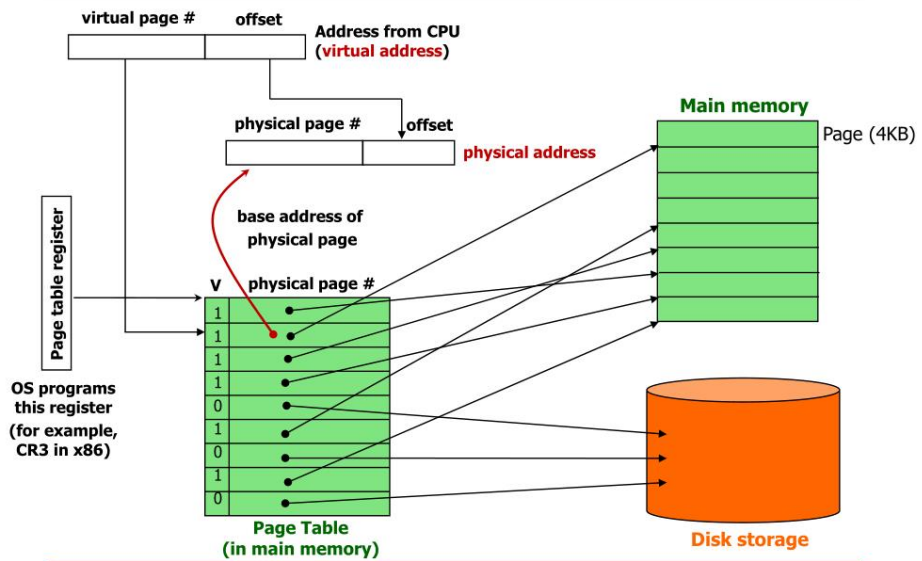 virtual page #
offset
Address from CPU
(virtual address)
physical page #
offset
physical address
Main memory
Page (4KB)
Page table register
base address of
physical page
V
physical page #
1
1
1
1
0
1
0
1
0
OS programs
this register
(for example,
CR3 in x86)
Page Table
(in main memory)
Disk storage